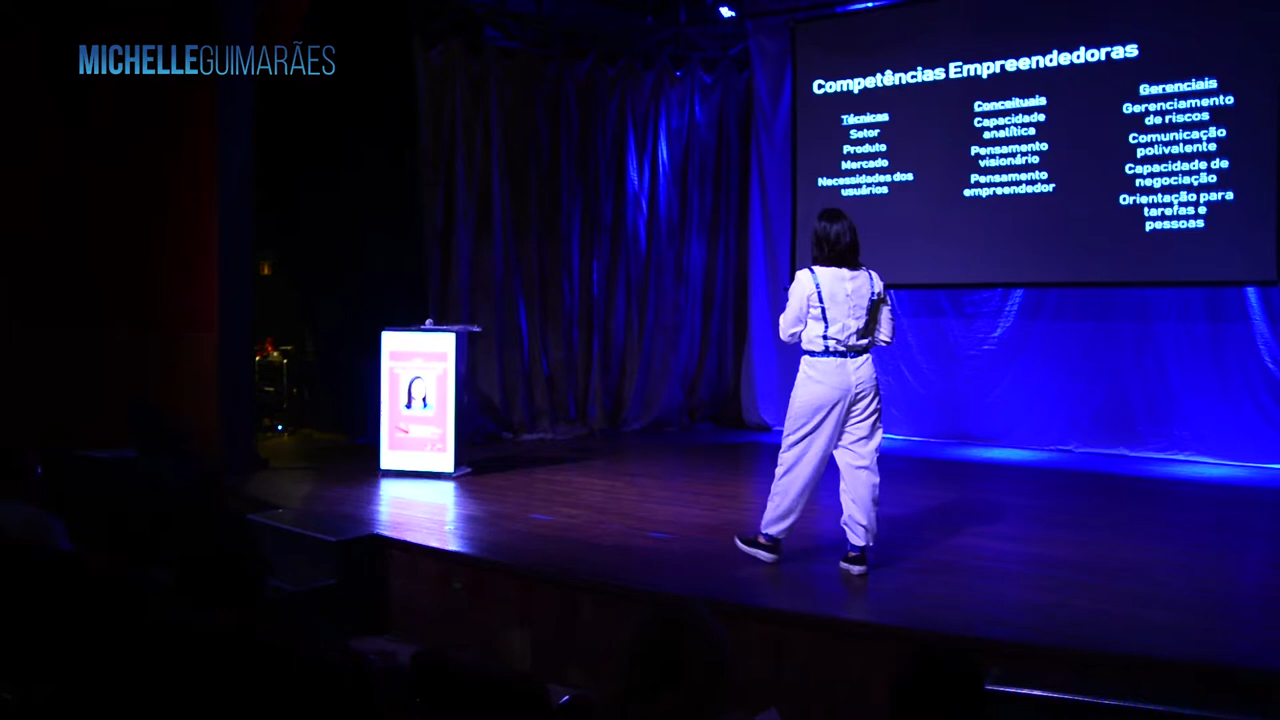 MICHELLEGUIMARÃES
Competências Empreendedoras
Técnicas
Setor
Produto
Mercado
Necessidades dos
usuários
Conceituais
Capacidade
analítica
Pensamento
visionário
Pensamento
empreendedor
Gerenciais
Gerenciamento
de riscos
Comunicação
polivalente
Capacidade de
negociação
Orientação para
tarefas e
pessoas